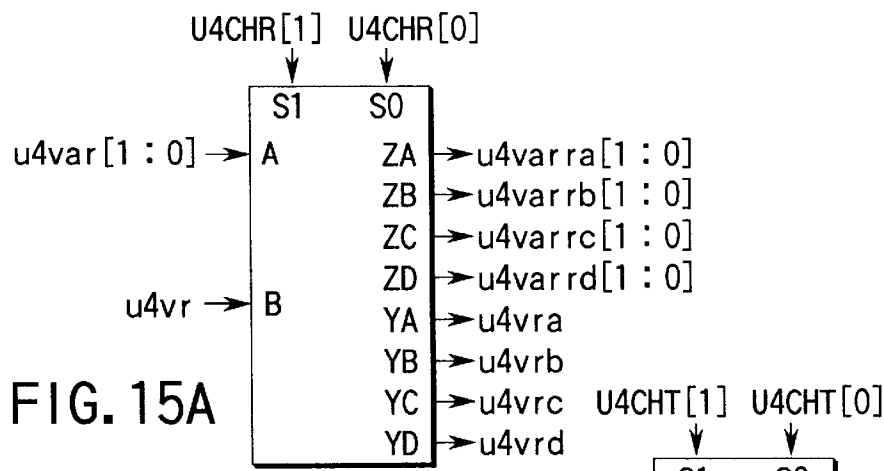 U4CHR[1] U4CHR[0]
S1 S0
u4var[1:0] A ZA u4varra[1:0]
ZB u4varrb[1:0]
ZC u4varrc[1:0]
ZD u4varrd[1:0]
u4vr B YA u4vra
YB u4vrb
YC u4vrc
YD u4vrd
FIG. 15A
U4CHT[1] U4CHT[0]